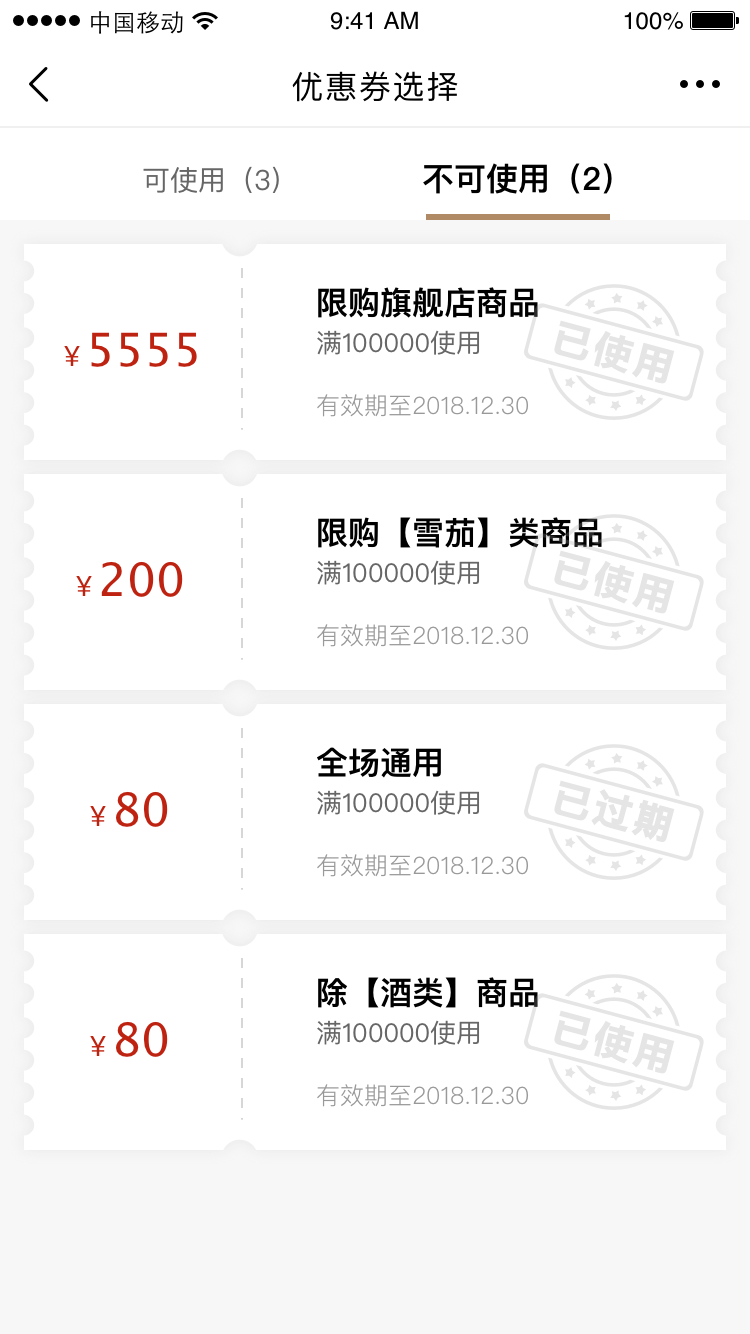 中国移动 9:41 AM 100%
优惠券选择
可使用（3） 不可使用（2）
限购旗舰店商品
¥ 5555
满100000使用
已使用
有效期至2018.12.30
限购【雪茄】类商品
¥ 200
满100000使用
已使用
有效期至2018.12.30
全场通用
¥ 80
满100000使用
已过期
有效期至2018.12.30
除【酒类】商品
¥ 80
满100000使用
已使用
有效期至2018.12.30